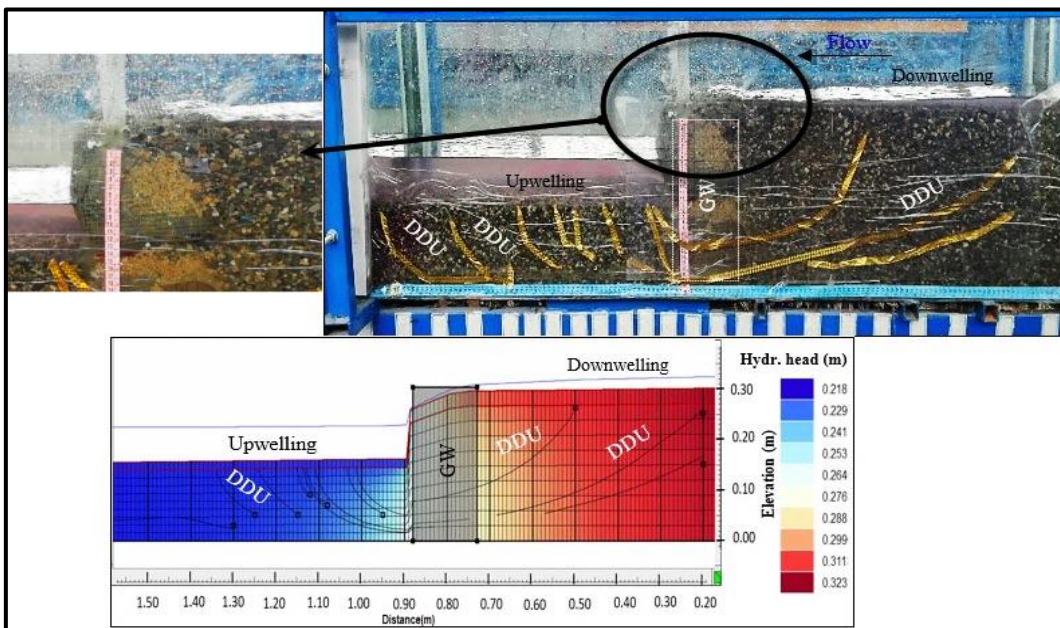 Flow
Downwelling
Upwelling
GW
DDU
DDU
DDU
Downwelling
Hydr. head (m)
Upwelling
DDU
DDU
DDU
GW
0.30
0.20
0.10
0.00
Elevation (m)
0.218
0.229
0.241
0.253
0.264
0.276
0.288
0.299
0.311
0.323
1.50 1.40 1.30 1.20 1.10 1.00 0.90 0.80 0.70 0.60 0.50 0.40 0.30 0.20
Distance(m)